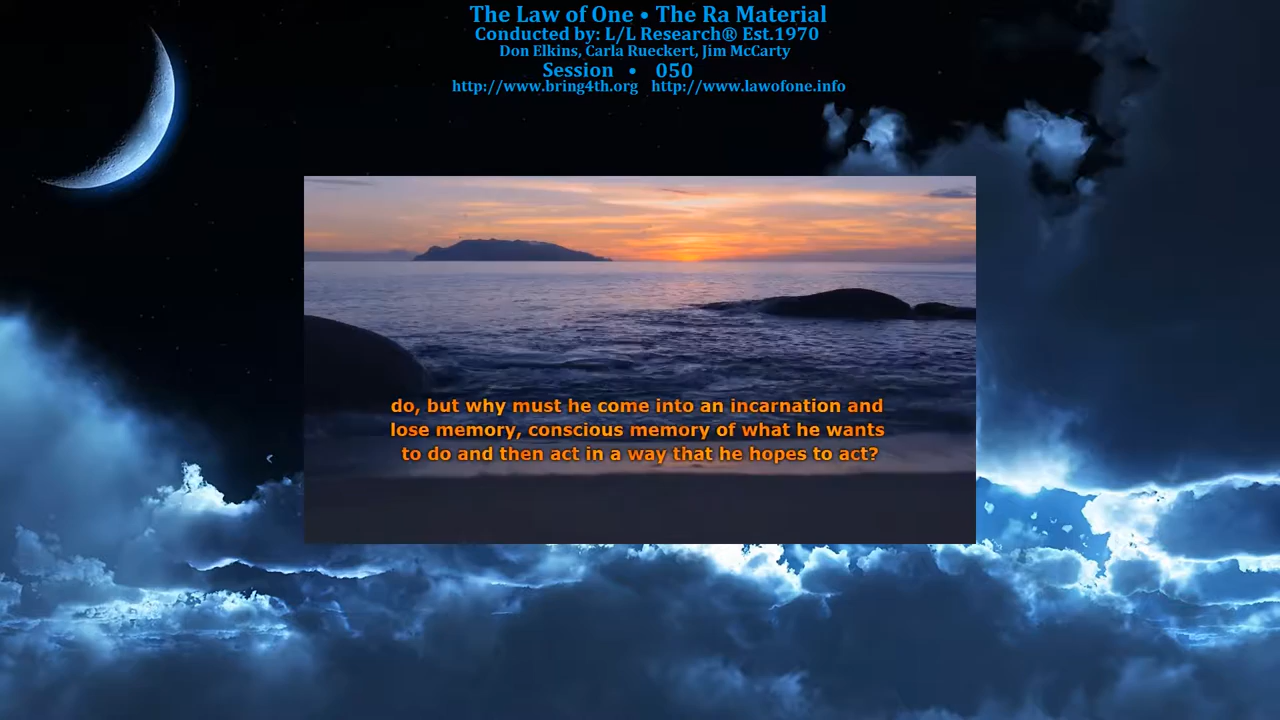 The Law of One • The Ra Material
Conducted by: L/L Research® Est.1970
Don Elkins, Carla Rueckert, Jim McCarty
Session • 050
http://www.bring4th.org http://www.lawofone.info
do, but why must he come into an incarnation and
lose memory, conscious memory of what he wants
to do and then act in a way that he hopes to act?